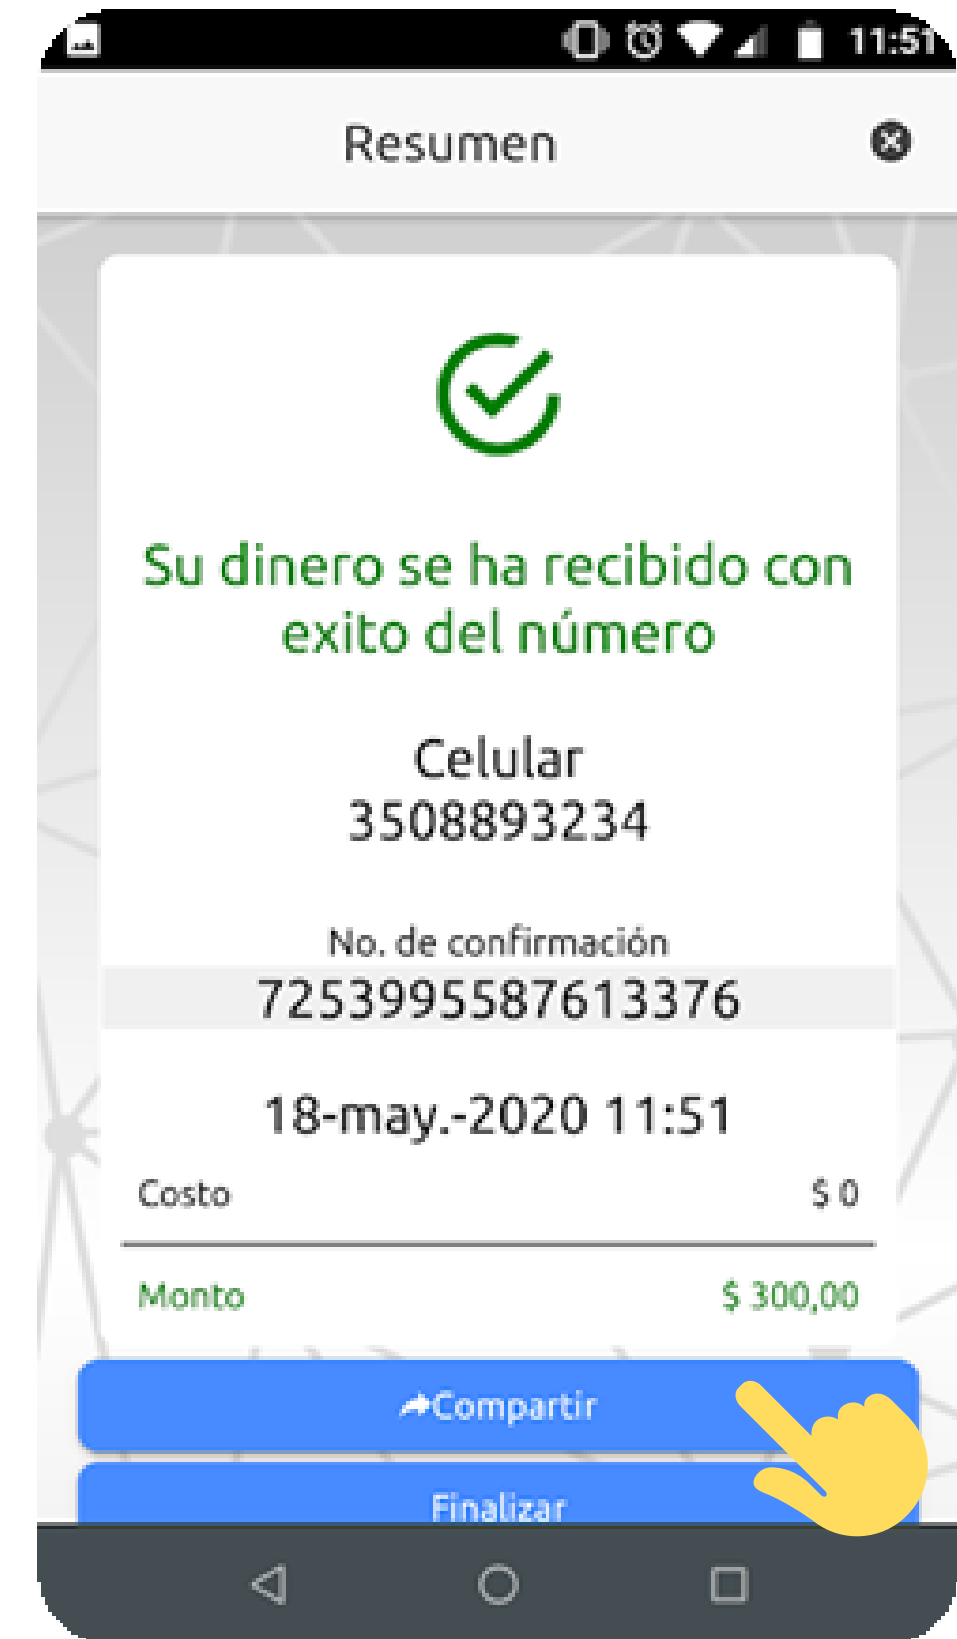 11:51
Resumen
Su dinero se ha recibido con
exito del número
Celular
3508893234
No. de confirmación
7253995587613376
18-may.-2020 11:51
Costo $ 0
Monto $ 300,00
Compartir
Finalizar